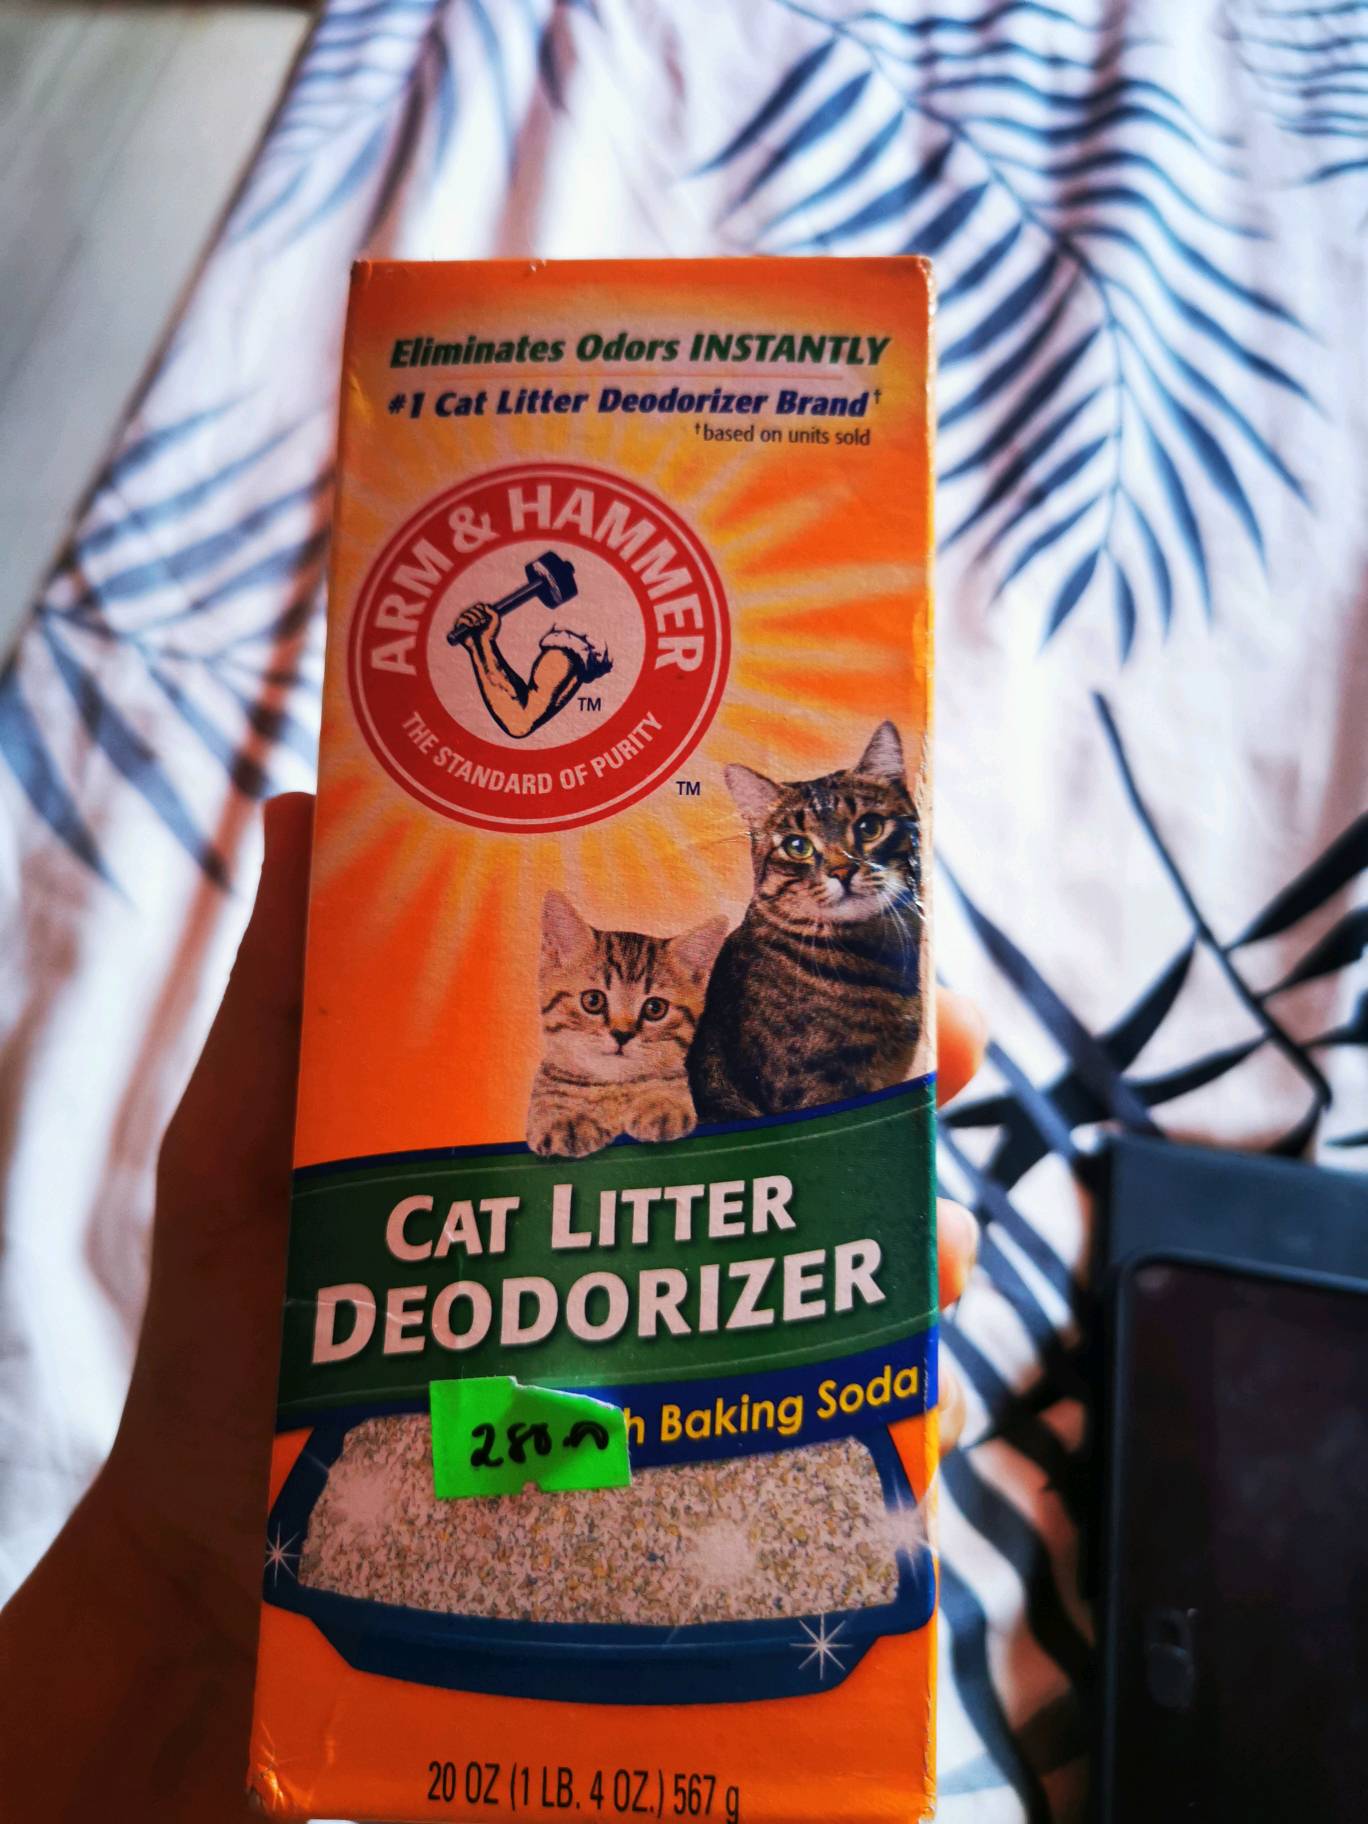 Eliminates Odors INSTANTLY
#1 Cat Litter Deodorizer Brand†
†based on units sold
ARM & HAMMER
TM
THE STANDARD OF PURITY
TM
CAT LITTER
DEODORIZER
h Baking Soda
20 OZ (1 LB. 4 OZ.) 567 g